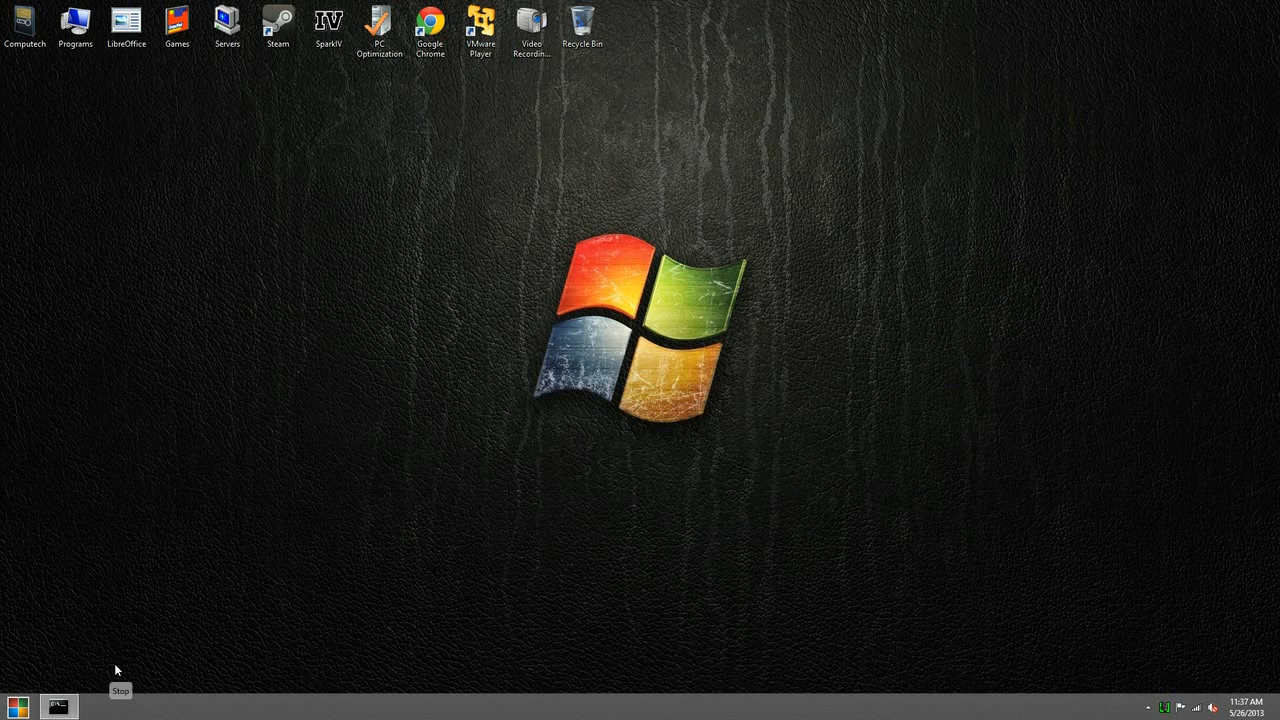 Computech
Programs
LibreOffice
Games
Servers
Steam
IV
SparkIV
PC
Optimization
Google
Chrome
VMware
Player
Video
Recordin...
Recycle Bin
Stop
C:\
11:37 AM
5/26/2013